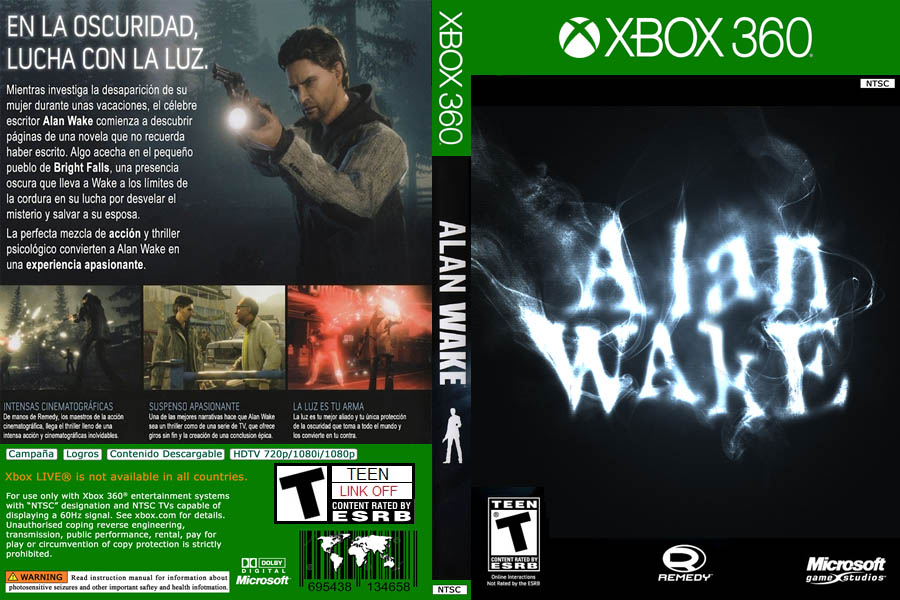 EN LA OSCURIDAD,
LUCHA CON LA LUZ.
Mientras investiga la desaparición de su
mujer durante unas vacaciones, el célebre
escritor Alan Wake comienza a descubrir
páginas de una novela que no recuerda
haber escrito. Algo acecha en el pequeño
pueblo de Bright Falls, una presencia
oscura que lleva a Wake a los límites de
la cordura en su lucha por desvelar el
misterio y salvar a su esposa.
La perfecta mezcla de acción y thriller
psicológico convierten a Alan Wake en
una experiencia apasionante.
INTENSAS CINEMATOGRÁFICAS
De manos de Remedy, los maestros de la acción
cinematográfica, llega el thriller lleno de una
intensa acción y cinematográficas inolvidables.
SUSPENSO APASIONANTE
Una de las mejores narrativas hace que Alan Wake
sea un thriller como de una serie de TV, que ofrece
giros sin fin y la creación de una conclusion épica.
LA LUZ ES TU ARMA
La luz es tu mejor aliado y tu única protección
de la oscuridad que toma a todo el mundo y
los convierte en tu contra.
Campaña
Logros
Contenido Descargable
HDTV 720p/1080i/1080p
Xbox LIVE® is not available in all countries.
For use only with Xbox 360® entertainment systems
with “NTSC” designation and NTSC TVs capable of
displaying a 60Hz signal. See xbox.com for details.
Unauthorised coping reverse engineering,
transmission, public performance, rental, pay for
play or circumvention of copy protection is strictly
prohibited.
WARNING Read instruction manual for information about
photosensitive seizures and other important saftey and health infotmation.
T
TEEN
LINK OFF
CONTENT RATED BY
ESRB
DOLBY
DIGITAL
Microsoft
695438 134658
XBOX 360
ALAN WAKE
NTSC
XBOX 360
NTSC
Alan
WAKE
TEEN
T
CONTENT RATED BY
ESRB
Online Interactions
Not Rated by the ESRB
REMEDY
Microsoft
game studios